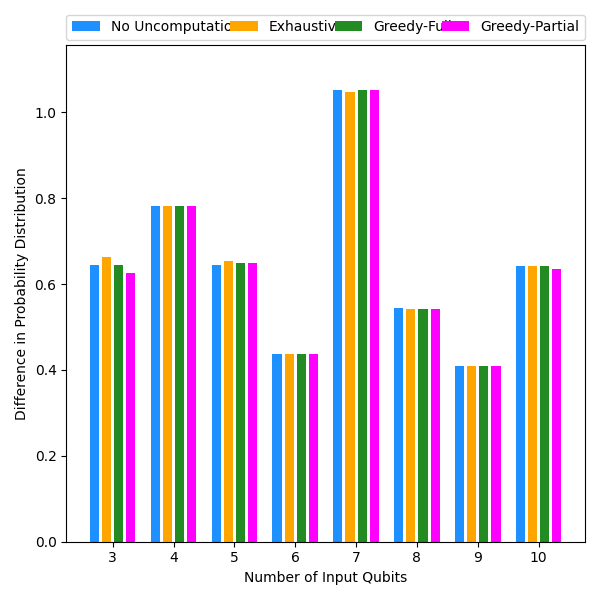 No Uncomputatio Exhaustiv Greedy-Full Greedy-Partial
1.0
0.8
0.6
0.4
0.2
0.0
Difference in Probability Distribution
3 4 5 6 7 8 9 10
Number of Input Qubits